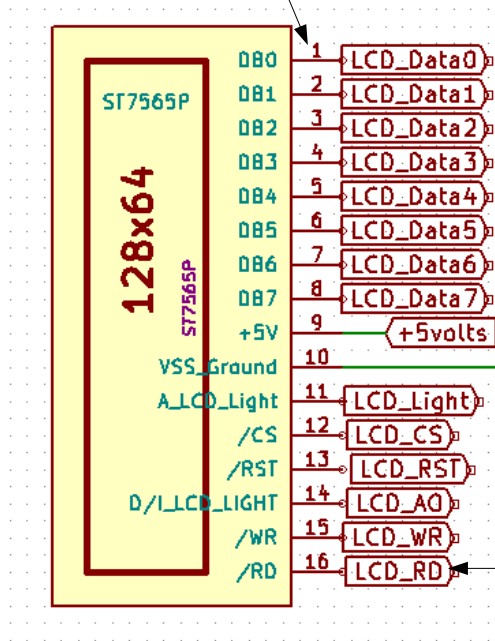 DB0 1 LCD_Data0
ST7565P
DB1 2 LCD_Data1
DB2 3 LCD_Data2
DB3 4 LCD_Data3
DB4 5 LCD_Data4
DB5 6 LCD_Data5
DB6 7 LCD_Data6
DB7 8 LCD_Data7
128x64
ST7565P
+5V 9 +5volts
VSS_Ground 10
A_LCD_Light 11 LCD_Light
/CS 12 LCD_CS
/RST 13 LCD_RST
D/I_LCD_LIGHT 14 LCD_A0
/WR 15 LCD_WR
/RD 16 LCD_RD